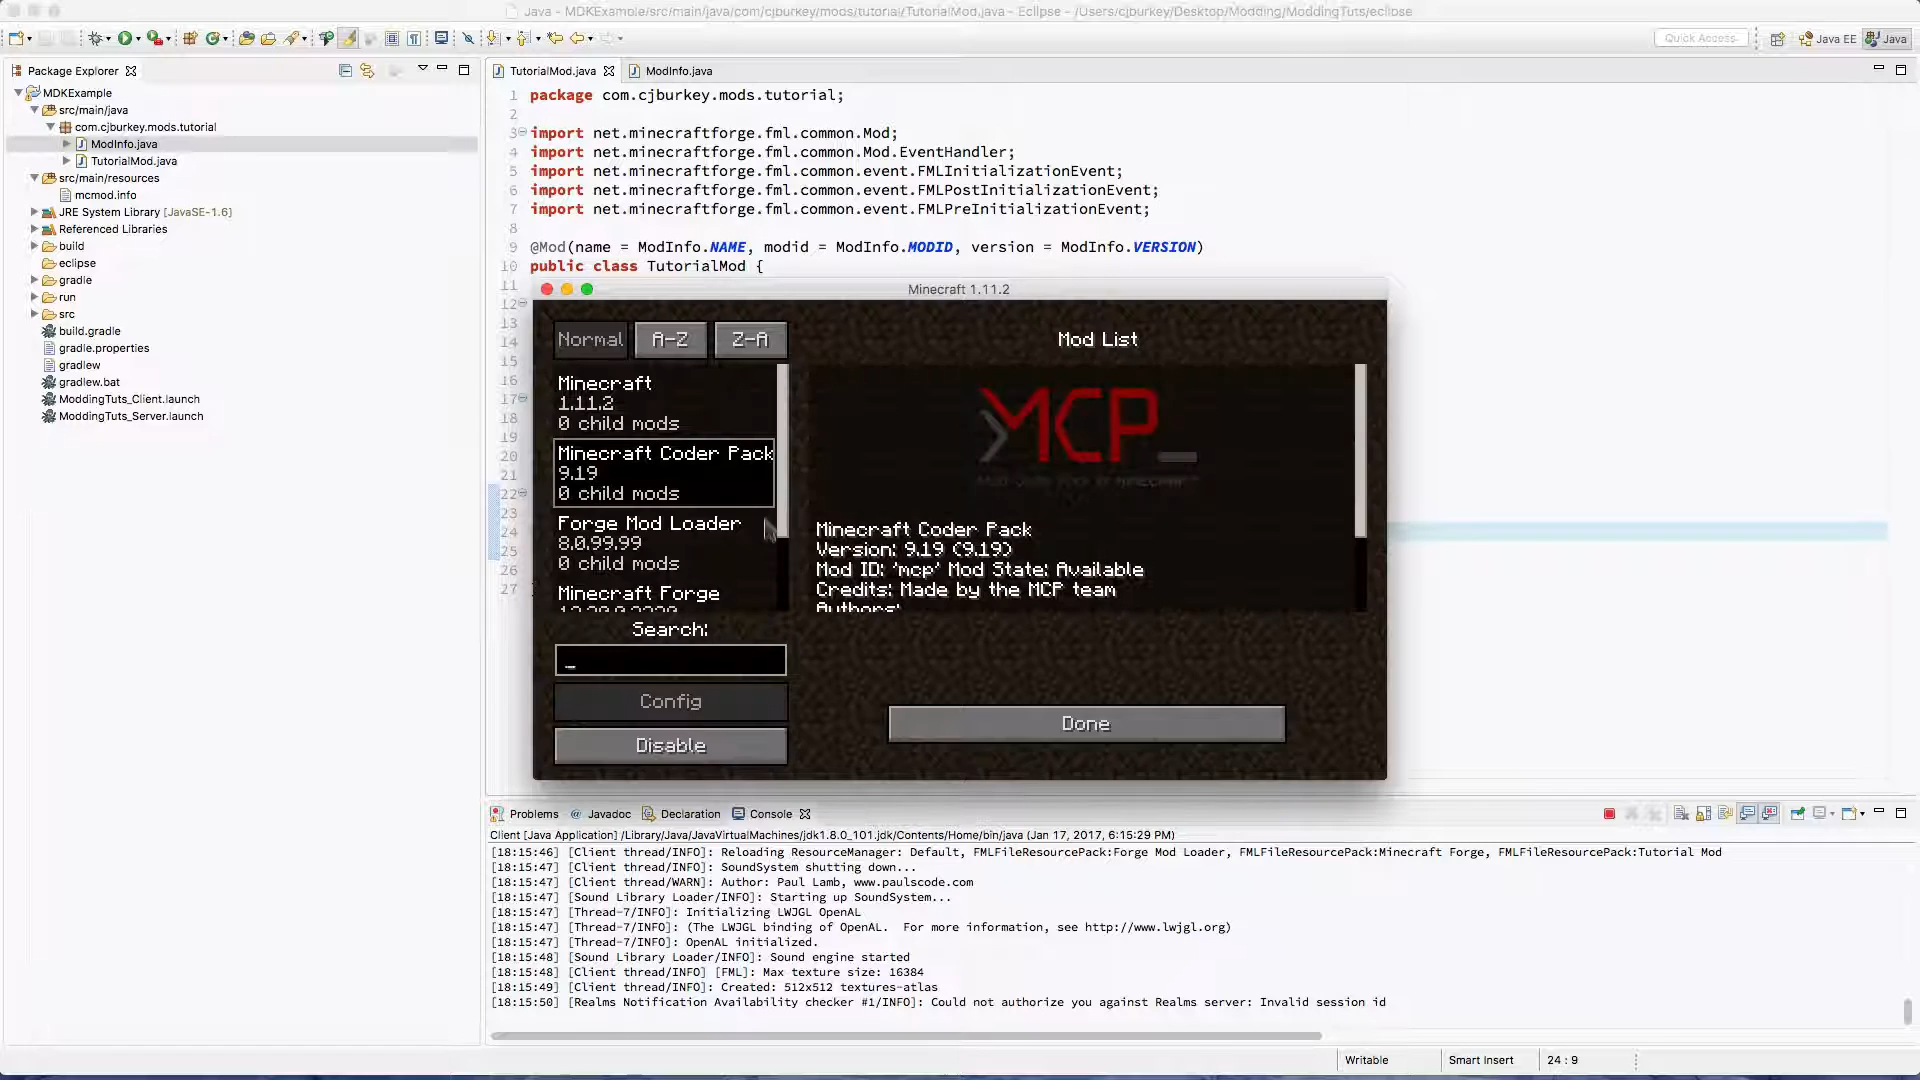 Java - MDKExample/src/main/java/com/cjburkey/mods/tutorial/TutorialMod.java - Eclipse - /Users/cjburkey/Desktop/Modding/ModdingTuts/eclipse
Quick Access
Java EE
Java
Package Explorer
MDKExample
src/main/java
com.cjburkey.mods.tutorial
ModInfo.java
TutorialMod.java
src/main/resources
mcmod.info
JRE System Library [JavaSE-1.6]
Referenced Libraries
build
eclipse
gradle
run
src
build.gradle
gradle.properties
gradlew
gradlew.bat
ModdingTuts_Client.launch
ModdingTuts_Server.launch
TutorialMod.java
ModInfo.java
1 package com.cjburkey.mods.tutorial;
2
3 import net.minecraftforge.fml.common.Mod;
4 import net.minecraftforge.fml.common.Mod.EventHandler;
5 import net.minecraftforge.fml.common.event.FMLInitializationEvent;
6 import net.minecraftforge.fml.common.event.FMLPostInitializationEvent;
7 import net.minecraftforge.fml.common.event.FMLPreInitializationEvent;
8
9 @Mod(name = ModInfo.NAME, modid = ModInfo.MODID, version = ModInfo.VERSION)
10 public class TutorialMod {
11
12
13
14
15
16
17
18
19
20
21
22
23
24
25
26
27
Minecraft 1.11.2
Normal
A-Z
Z-A
Mod List
Minecraft
1.11.2
0 child mods
Minecraft Coder Pack
9.19
0 child mods
Forge Mod Loader
8.0.99.99
0 child mods
Minecraft Forge
MCP
Minecraft Coder Pack
Version: 9.19 (9.19)
Mod ID: 'mcp' Mod State: Available
Credits: Made by the MCP team
Authors:
Search:
_
Config
Disable
Done
Problems
Javadoc
Declaration
Console
Client [Java Application] /Library/Java/JavaVirtualMachines/jdk1.8.0_101.jdk/Contents/Home/bin/java (Jan 17, 2017, 6:15:29 PM)
[18:15:46] [Client thread/INFO]: Reloading ResourceManager: Default, FMLFileResourcePack:Forge Mod Loader, FMLFileResourcePack:Minecraft Forge, FMLFileResourcePack:Tutorial Mod
[18:15:47] [Client thread/INFO]: SoundSystem shutting down...
[18:15:47] [Client thread/WARN]: Author: Paul Lamb, www.paulscode.com
[18:15:47] [Sound Library Loader/INFO]: Starting up SoundSystem...
[18:15:47] [Thread-7/INFO]: Initializing LWJGL OpenAL
[18:15:47] [Thread-7/INFO]: (The LWJGL binding of OpenAL.  For more information, see http://www.lwjgl.org)
[18:15:47] [Thread-7/INFO]: OpenAL initialized.
[18:15:48] [Sound Library Loader/INFO]: Sound engine started
[18:15:48] [Client thread/INFO] [FML]: Max texture size: 16384
[18:15:49] [Client thread/INFO]: Created: 512x512 textures-atlas
[18:15:50] [Realms Notification Availability checker #1/INFO]: Could not authorize you against Realms server: Invalid session id
Writable
Smart Insert
24 : 9